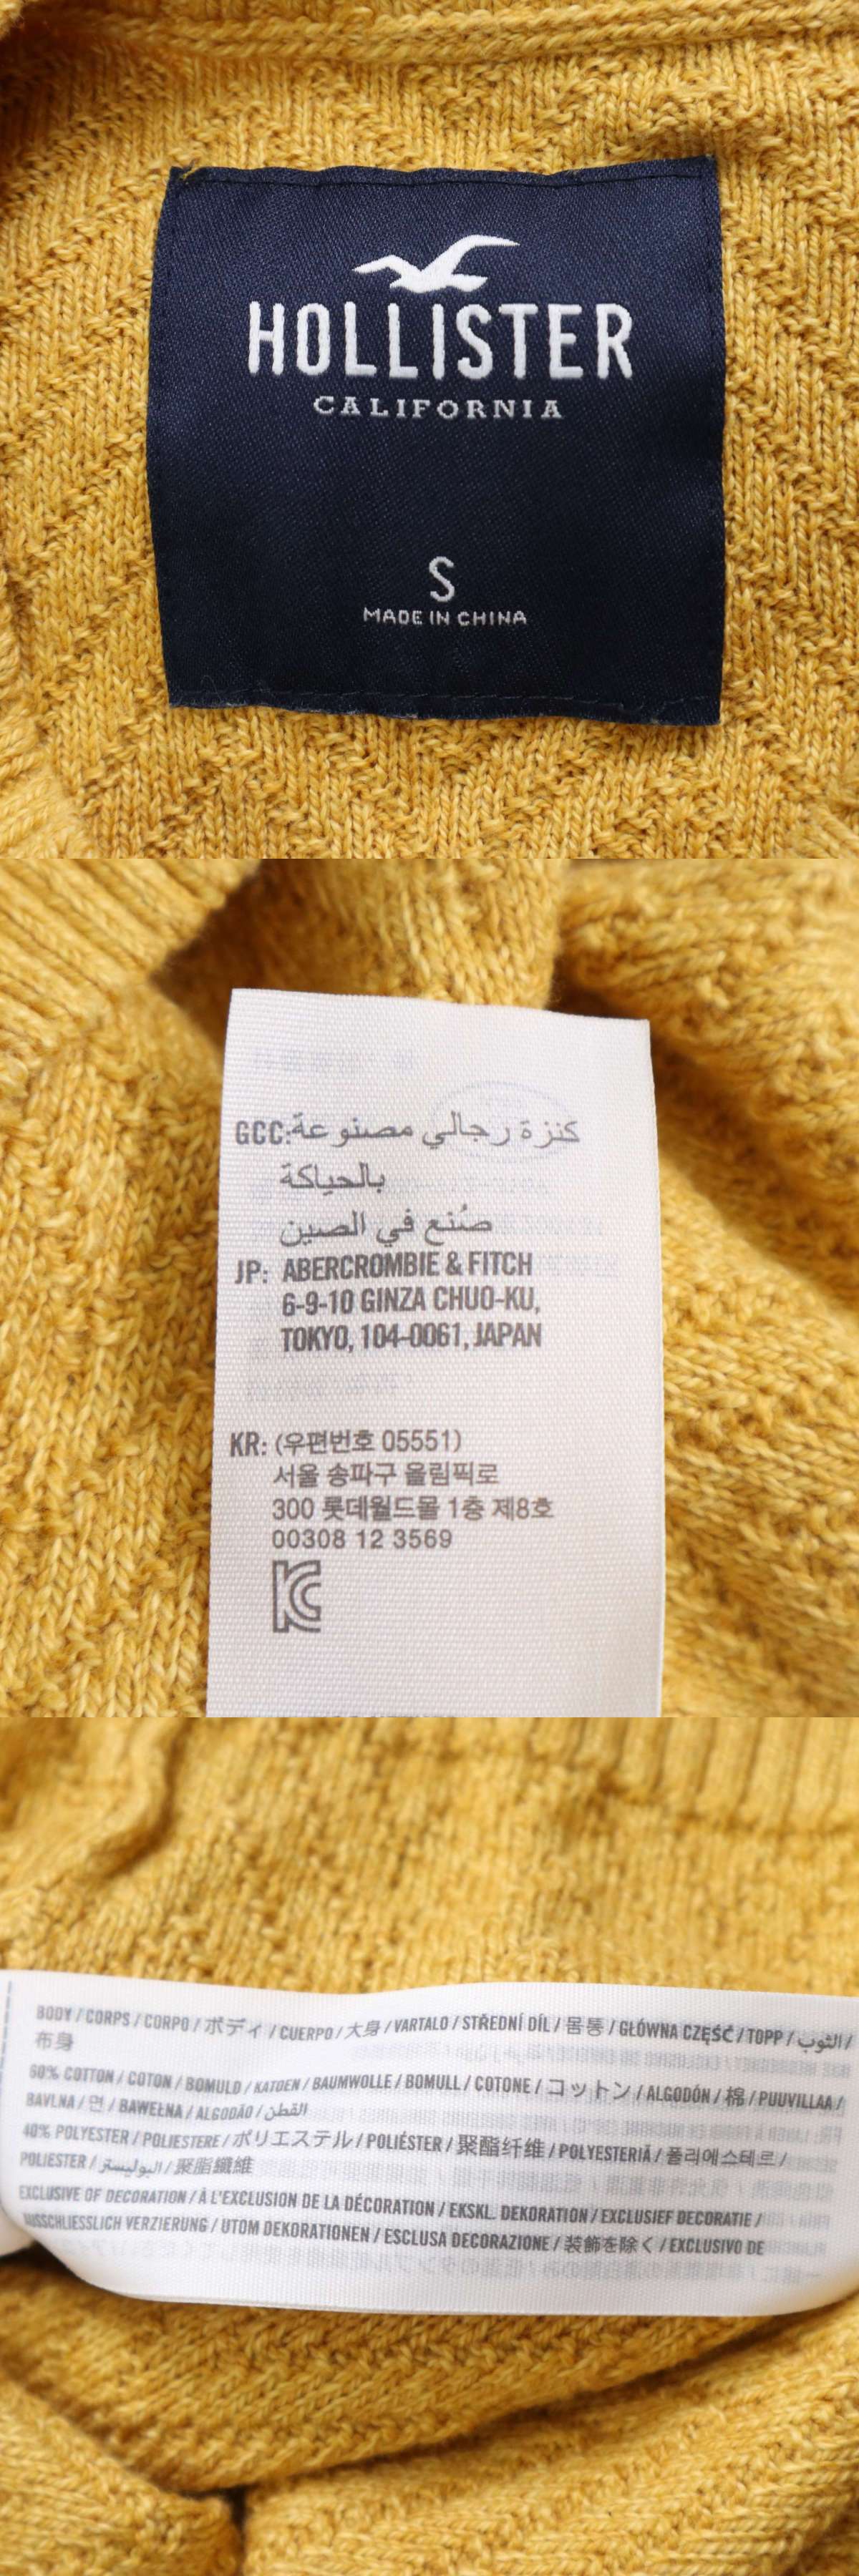 HOLLISTER
CALIFORNIA
S
MADE IN CHINA
GCC: كنزة رجالي مصنوعة
بالحياكة
صُنع في الصين
JP: ABERCROMBIE & FITCH
6-9-10 GINZA CHUO-KU,
TOKYO, 104-0061, JAPAN
KR: (우편번호 05551)
서울 송파구 올림픽로
300 롯데월드몰 1층 제8호
00308 12 3569
BODY / CORPS / CORPO / ボディ / CUERPO / 大身 / VARTALO / STŘEDNÍ DÍL / 몸통 / GŁÓWNA CZĘŚĆ / TOPP / الثوب /
布身
60% COTTON / COTON / BOMULD / KATOEN / BAUMWOLLE / BOMULL / COTONE / コットン / ALGODÓN / 棉 / PUUVILLAA /
BAVLNA / 면 / BAWEŁNA / ALGODÃO / القطن
40% POLYESTER / POLIESTERE / ポリエステル / POLIÉSTER / 聚酯纤维 / POLYESTERIÄ / 폴리에스테르 /
POLIESTER / البوليستر / 聚脂纖維
EXCLUSIVE OF DECORATION / À L'EXCLUSION DE LA DÉCORATION / EKSKL. DEKORATION / EXCLUSIEF DECORATIE /
AUSSCHLIESSLICH VERZIERUNG / UTOM DEKORATIONEN / ESCLUSA DECORAZIONE / 装飾を除く / EXCLUSIVO DE